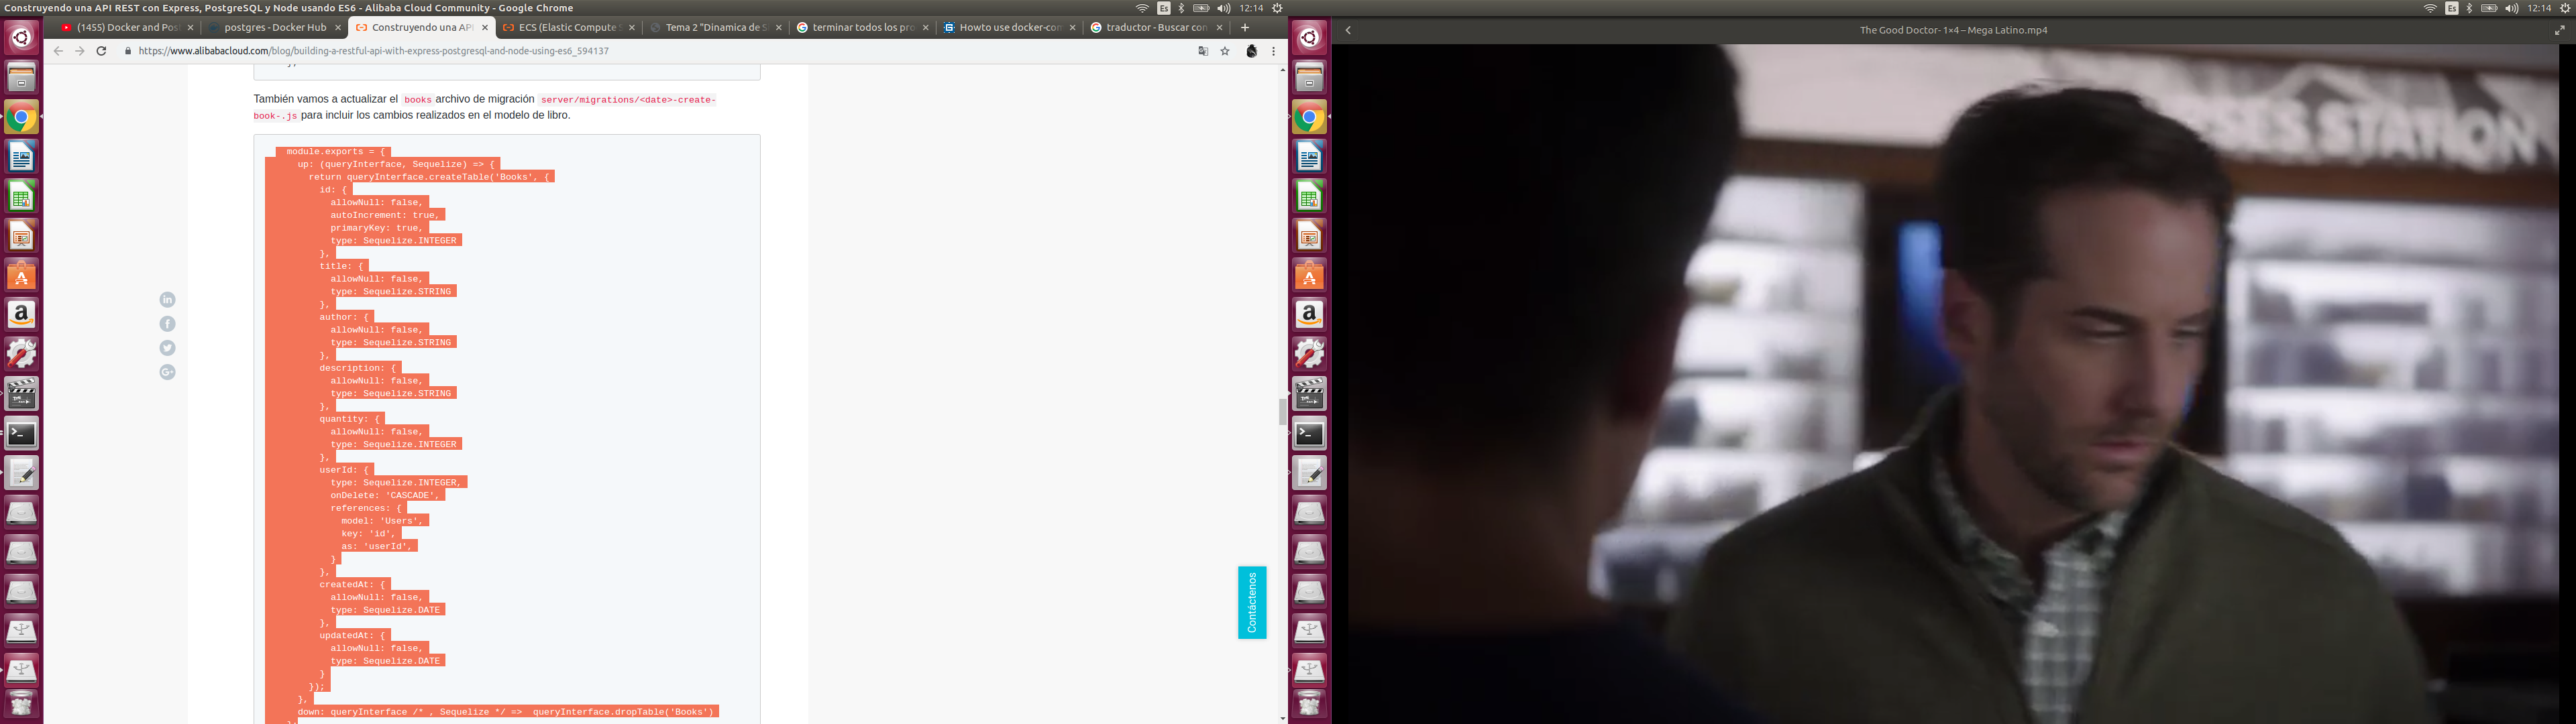 Construyendo una API REST con Express, PostgreSQL y Node usando ES6 - Alibaba Cloud Community - Google Chrome
Es
12:14
Es
12:14
(1455) Docker and Pos
postgres - Docker Hub
Construyendo una API
ECS (Elastic Compute S
Tema 2 "Dinamica de S
terminar todos los pro
Howto use docker-com
traductor - Buscar con
https://www.alibabacloud.com/blog/building-a-restful-api-with-express-postgresql-and-node-using-es6_594137
The Good Doctor- 1×4 – Mega Latino.mp4
También vamos a actualizar el books archivo de migración server/migrations/<date>-create-
book-.js para incluir los cambios realizados en el modelo de libro.
module.exports = {
up: (queryInterface, Sequelize) => {
return queryInterface.createTable('Books', {
id: {
allowNull: false,
autoIncrement: true,
primaryKey: true,
type: Sequelize.INTEGER
},
title: {
allowNull: false,
type: Sequelize.STRING
},
author: {
allowNull: false,
type: Sequelize.STRING
},
description: {
allowNull: false,
type: Sequelize.STRING
},
quantity: {
allowNull: false,
type: Sequelize.INTEGER
},
userId: {
type: Sequelize.INTEGER,
onDelete: 'CASCADE',
references: {
model: 'Users',
key: 'id',
as: 'userId',
}
},
createdAt: {
allowNull: false,
type: Sequelize.DATE
},
updatedAt: {
allowNull: false,
type: Sequelize.DATE
}
});
},
down: queryInterface /* , Sequelize */ => queryInterface.dropTable('Books')
Contáctenos
STATION